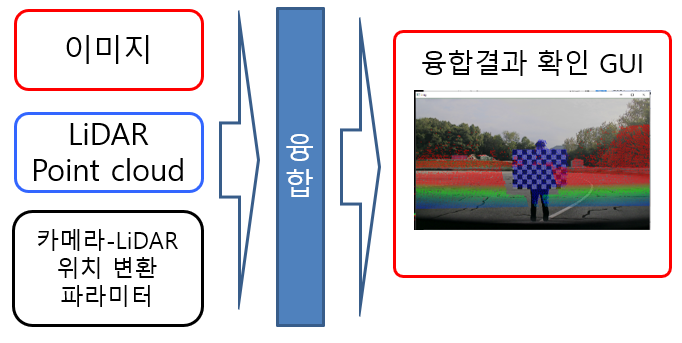 이미지
LiDAR
Point cloud
카메라-LiDAR
위치 변환
파라미터
융합
융합결과 확인 GUI